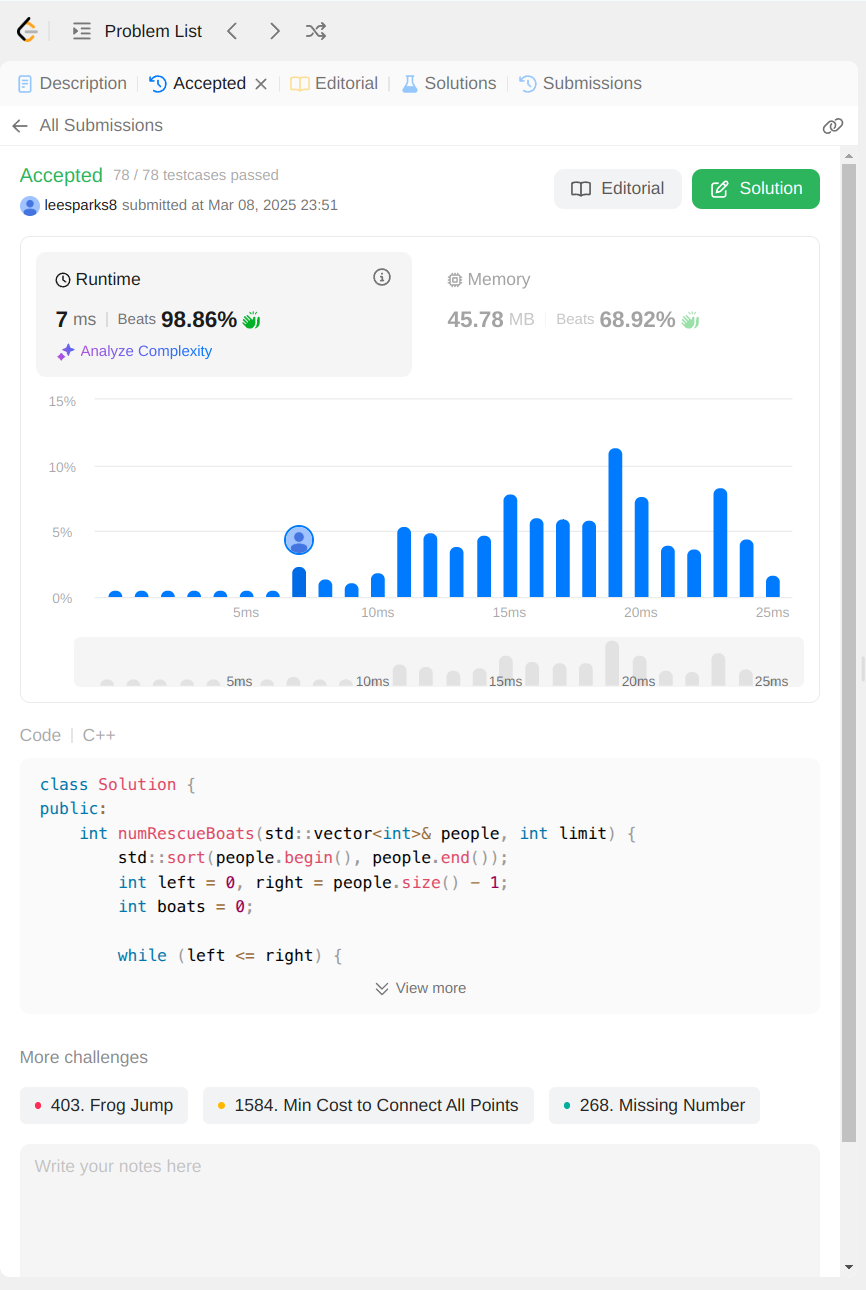 Problem List
Description Accepted Editorial Solutions Submissions
All Submissions
Accepted 78 / 78 testcases passed
leesparks8 submitted at Mar 08, 2025 23:51
Editorial Solution
Runtime
7 ms Beats 98.86%
Analyze Complexity
Memory
45.78 MB Beats 68.92%
15%
10%
5%
0%
5ms 10ms 15ms 20ms 25ms
5ms 10ms 15ms 20ms 25ms
Code C++
class Solution {
public:
    int numRescueBoats(std::vector<int>& people, int limit) {
        std::sort(people.begin(), people.end());
        int left = 0, right = people.size() - 1;
        int boats = 0;

        while (left <= right) {
View more
More challenges
403. Frog Jump 1584. Min Cost to Connect All Points 268. Missing Number
Write your notes here